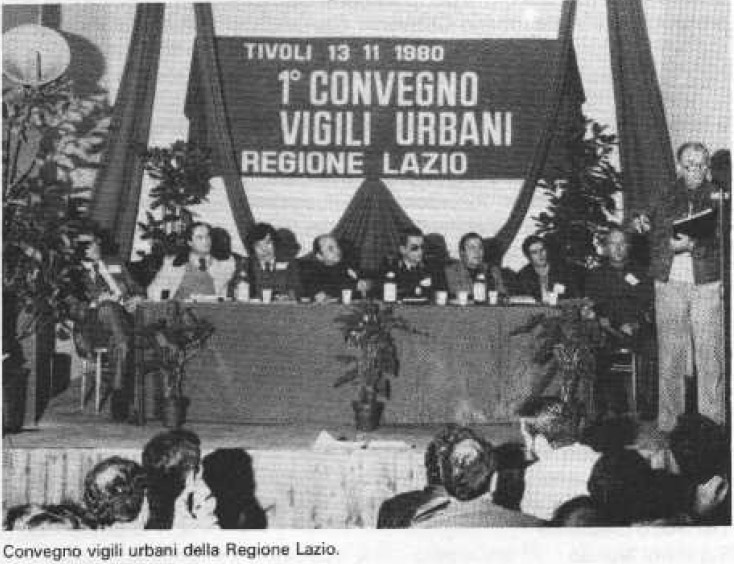 TIVOLI 13 11 1980
1° CONVEGNO
VIGILI URBANI
REGIONE LAZIO
Convegno vigili urbani della Regione Lazio.